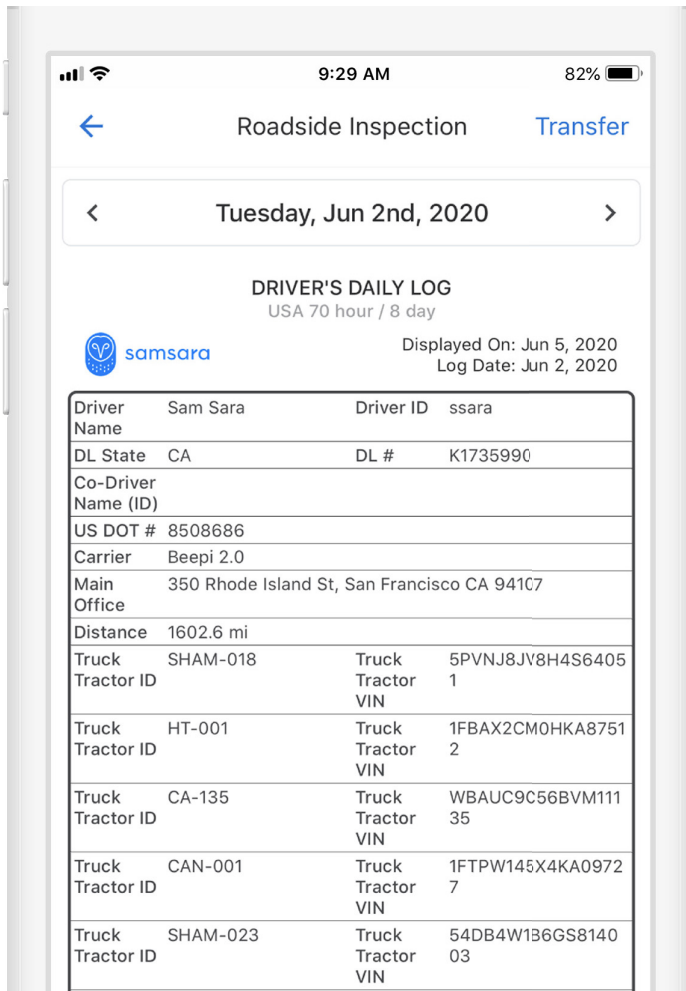 9:29 AM 82%
Roadside Inspection Transfer
Tuesday, Jun 2nd, 2020
DRIVER'S DAILY LOG
USA 70 hour / 8 day
samsara
Displayed On: Jun 5, 2020
Log Date: Jun 2, 2020
Driver Name Sam Sara Driver ID ssara
DL State CA DL # K1735990
Co-Driver
Name (ID)
US DOT # 8508686
Carrier Beepi 2.0
Main Office 350 Rhode Island St, San Francisco CA 94107
Distance 1602.6 mi
Truck SHAM-018 Truck 5PVNJ8JV8H4S6405
Tractor ID Tractor 1
VIN
Truck HT-001 Truck 1FBAX2CM0HKA8751
Tractor ID Tractor 2
VIN
Truck CA-135 Truck WBAUC9C56BVM111
Tractor ID Tractor 35
VIN
Truck CAN-001 Truck 1FTPW145X4KA0972
Tractor ID Tractor 7
VIN
Truck SHAM-023 Truck 54DB4W1B6GS8140
Tractor ID Tractor 03
VIN